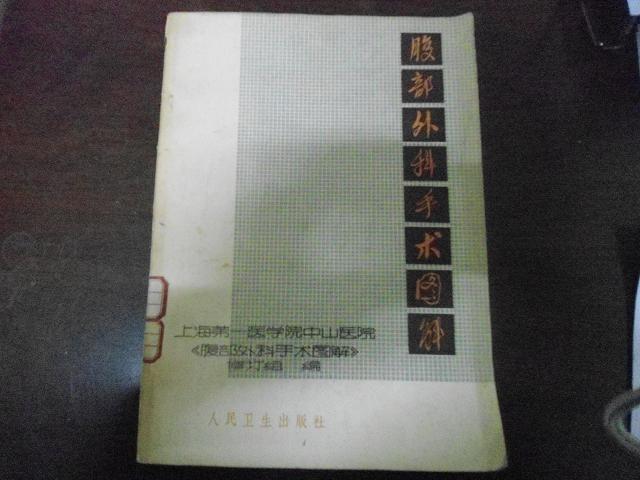 腹部外科手术图解
上海第一医学院中山医院
《腹部外科手术图解》
修订组 编
人民卫生出版社